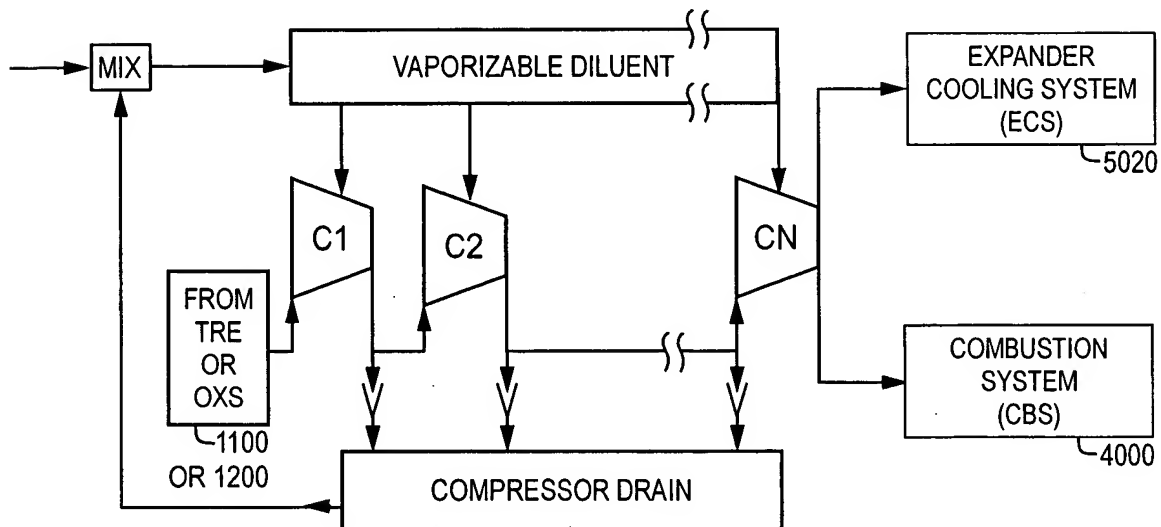 MIX
VAPORIZABLE DILUENT
EXPANDER
COOLING SYSTEM
(ECS)
5020
C1
C2
CN
FROM
TRE
OR
OXS
1100
OR 1200
COMBUSTION
SYSTEM
(CBS)
4000
COMPRESSOR DRAIN